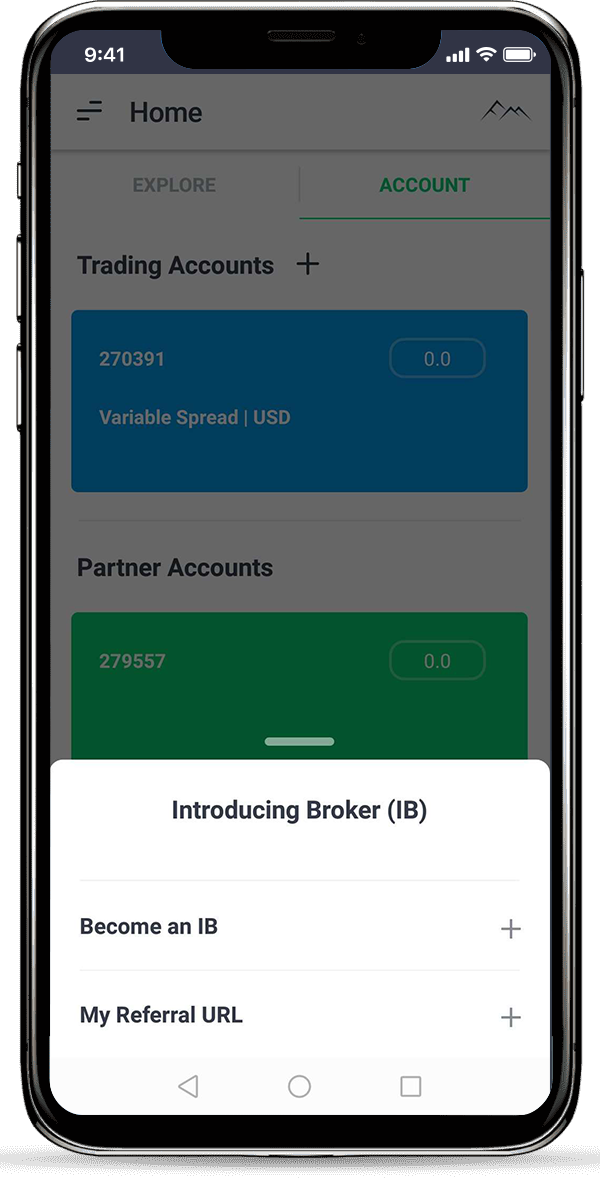 9:41
Home
EXPLORE ACCOUNT
Trading Accounts +
270391 0.0
Variable Spread | USD
Partner Accounts
279557 0.0
Introducing Broker (IB)
Become an IB +
My Referral URL +